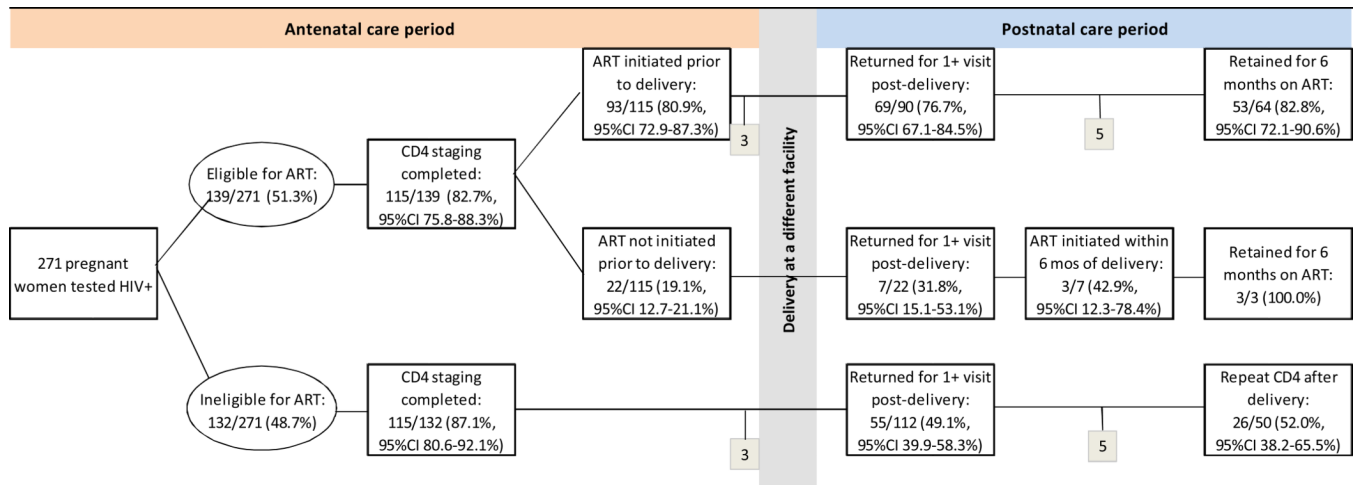 Antenatal care period
Postnatal care period
271 pregnant
women tested HIV+
Eligible for ART:
139/271 (51.3%)
CD4 staging
completed:
115/139 (82.7%,
95%CI 75.8-88.3%)
ART initiated prior
to delivery:
93/115 (80.9%,
95%CI 72.9-87.3%)
3
Returned for 1+ visit
post-delivery:
69/90 (76.7%,
95%CI 67.1-84.5%)
5
Retained for 6
months on ART:
53/64 (82.8%,
95%CI 72.1-90.6%)
ART not initiated
prior to delivery:
22/115 (19.1%,
95%CI 12.7-21.1%)
Delivery at a different facility
Returned for 1+ visit
post-delivery:
7/22 (31.8%,
95%CI 15.1-53.1%)
ART initiated within
6 mos of delivery:
3/7 (42.9%,
95%CI 12.3-78.4%)
Retained for 6
months on ART:
3/3 (100.0%)
Ineligible for ART:
132/271 (48.7%)
CD4 staging
completed:
115/132 (87.1%,
95%CI 80.6-92.1%)
3
Returned for 1+ visit
post-delivery:
55/112 (49.1%,
95%CI 39.9-58.3%)
5
Repeat CD4 after
delivery:
26/50 (52.0%,
95%CI 38.2-65.5%)